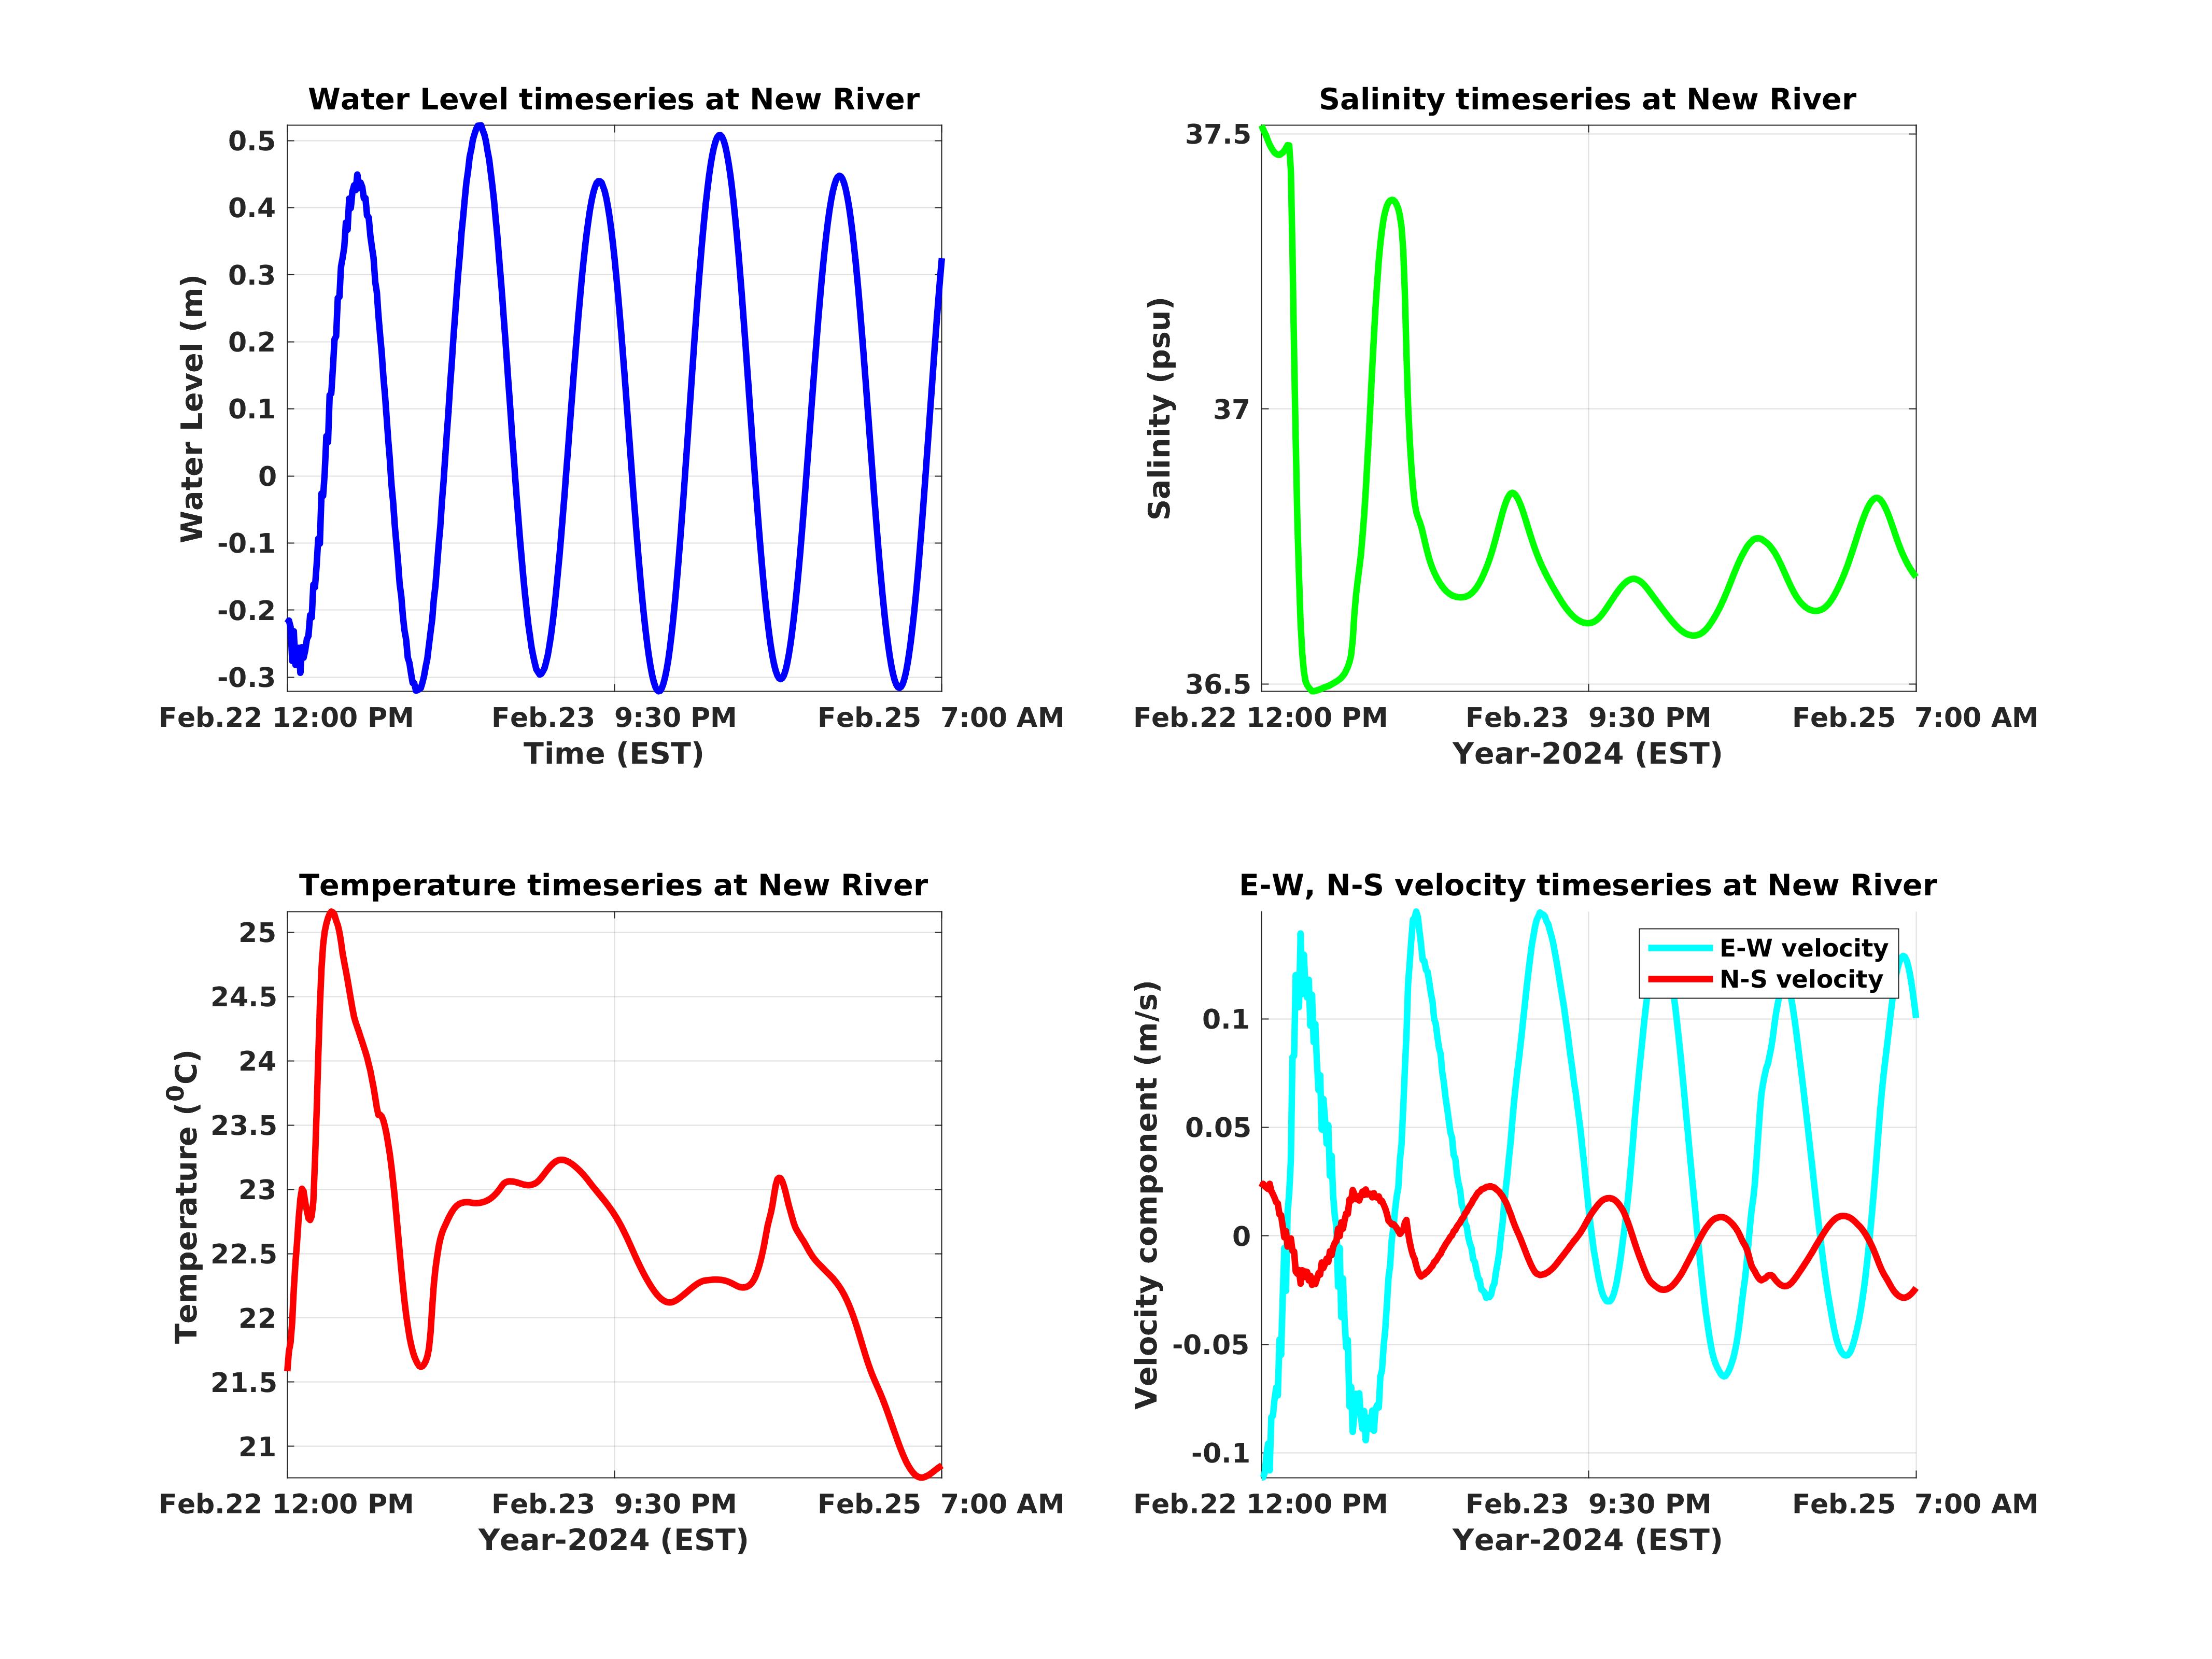 Water Level timeseries at New River
0.5
0.4
0.3
0.2
0.1
0
-0.1
-0.2
-0.3
Water Level (m)
Feb.22 12:00 PM Feb.23 9:30 PM Feb.25 7:00 AM
Time (EST)
Salinity timeseries at New River
37.5
37
36.5
Salinity (psu)
Feb.22 12:00 PM Feb.23 9:30 PM Feb.25 7:00 AM
Year-2024 (EST)
Temperature timeseries at New River
25
24.5
24
23.5
23
22.5
22
21.5
21
Temperature (⁰C)
Feb.22 12:00 PM Feb.23 9:30 PM Feb.25 7:00 AM
Year-2024 (EST)
E-W, N-S velocity timeseries at New River
E-W velocity
N-S velocity
0.1
0.05
0
-0.05
-0.1
Velocity component (m/s)
Feb.22 12:00 PM Feb.23 9:30 PM Feb.25 7:00 AM
Year-2024 (EST)